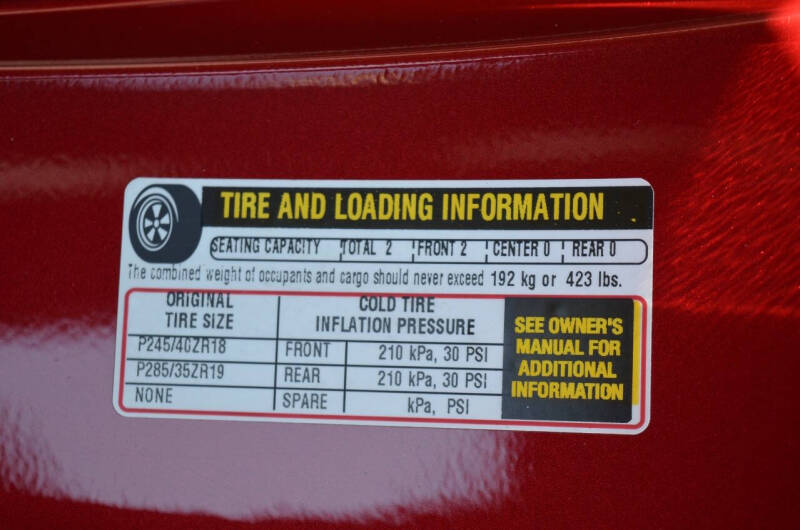 TIRE AND LOADING INFORMATION
SEATING CAPACITY TOTAL 2 FRONT 2 CENTER 0 REAR 0
The combined weight of occupants and cargo should never exceed 192 kg or 423 lbs.
ORIGINAL TIRE SIZE
COLD TIRE INFLATION PRESSURE
P245/40ZR18 FRONT 210 kPa, 30 PSI
P285/35ZR19 REAR 210 kPa, 30 PSI
NONE SPARE kPa, PSI
SEE OWNER'S
MANUAL FOR
ADDITIONAL
INFORMATION